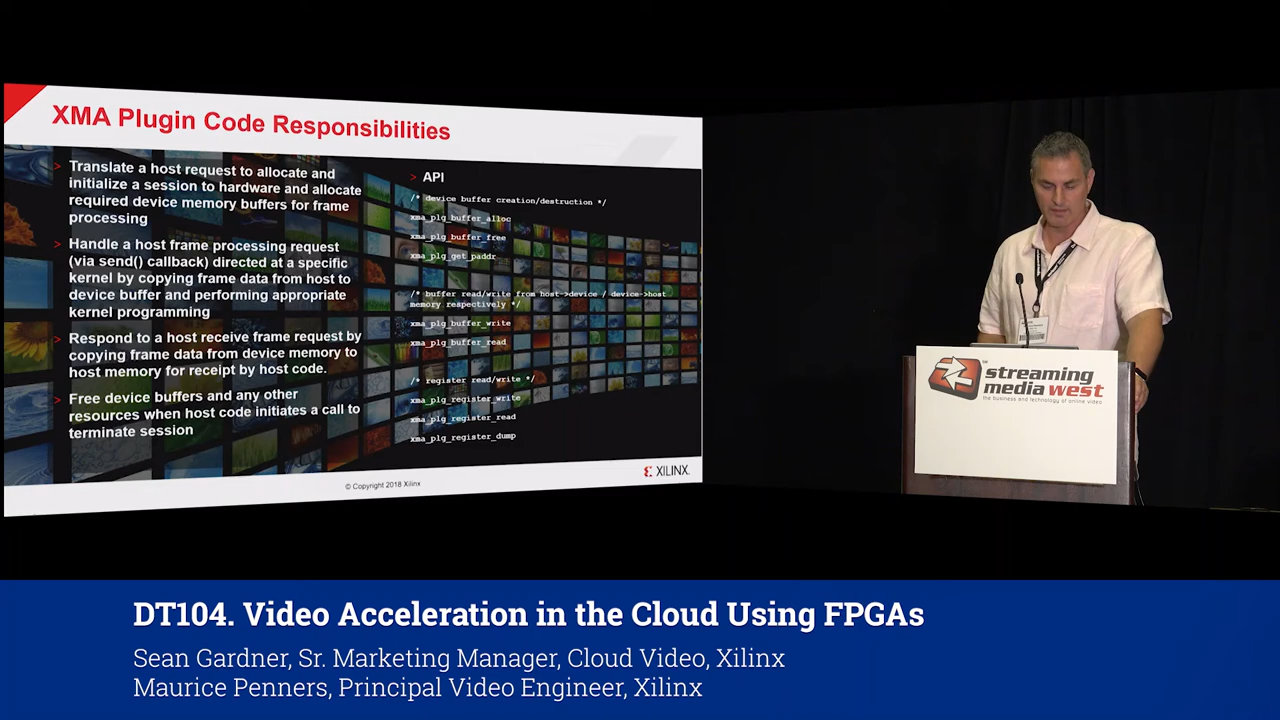 XMA Plugin Code Responsibilities
> Translate a host request to allocate and
initialize a session to hardware and allocate
required device memory buffers for frame
processing
> Handle a host frame processing request
(via send() callback) directed at a specific
kernel by copying frame data from host to
device buffer and performing appropriate
kernel programming
> Respond to a host receive frame request by
copying frame data from device memory to
host memory for receipt by host code.
> Free device buffers and any other
resources when host code initiates a call to
terminate session
> API
/* device buffer creation/destruction */
xma_plg_buffer_alloc
xma_plg_buffer_free
xma_plg_get_paddr
/* buffer read/write from host->device / device->host
memory respectively */
xma_plg_buffer_write
xma_plg_buffer_read
/* register read/write */
xma_plg_register_write
xma_plg_register_read
xma_plg_register_dump
XILINX
© Copyright 2018 Xilinx
streaming
media west
the business and technology of online video
DT104. Video Acceleration in the Cloud Using FPGAs
Sean Gardner, Sr. Marketing Manager, Cloud Video, Xilinx
Maurice Penners, Principal Video Engineer, Xilinx